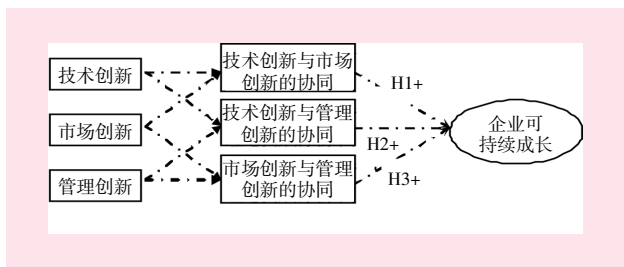 技术创新
市场创新
管理创新
技术创新与市场
创新的协同
技术创新与管理
创新的协同
市场创新与管理
创新的协同
H1+
H2+
H3+
企业可
持续成长